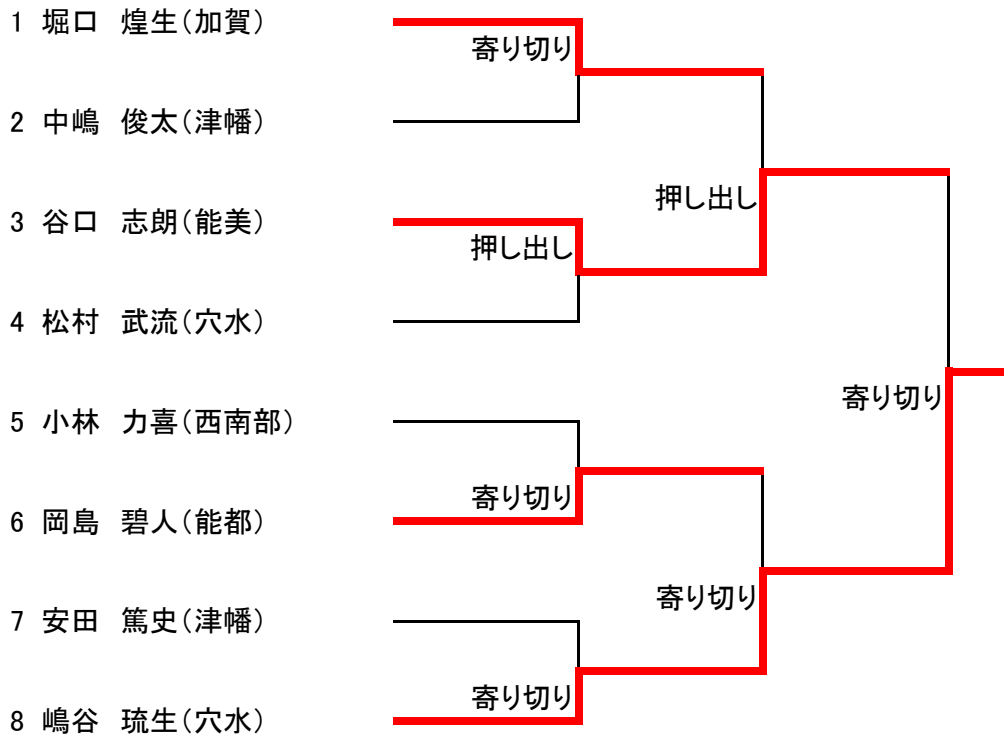 1 堀口 煌生(加賀)
寄り切り
2 中嶋 俊太(津幡)
押し出し
3 谷口 志朗(能美)
押し出し
4 松村 武流(穴水)
寄り切り
5 小林 力喜(西南部)
寄り切り
6 岡島 碧人(能都)
寄り切り
7 安田 篤史(津幡)
寄り切り
8 嶋谷 琉生(穴水)